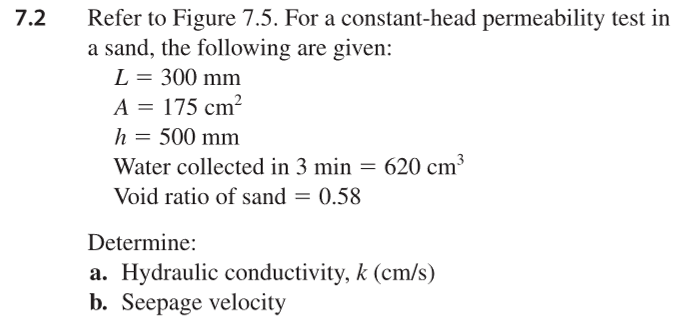 7.2 Refer to Figure 7.5. For a constant-head permeability test in
a sand, the following are given:
L = 300 mm
A = 175 cm²
h = 500 mm
Water collected in 3 min = 620 cm³
Void ratio of sand = 0.58
Determine:
a. Hydraulic conductivity, k (cm/s)
b. Seepage velocity